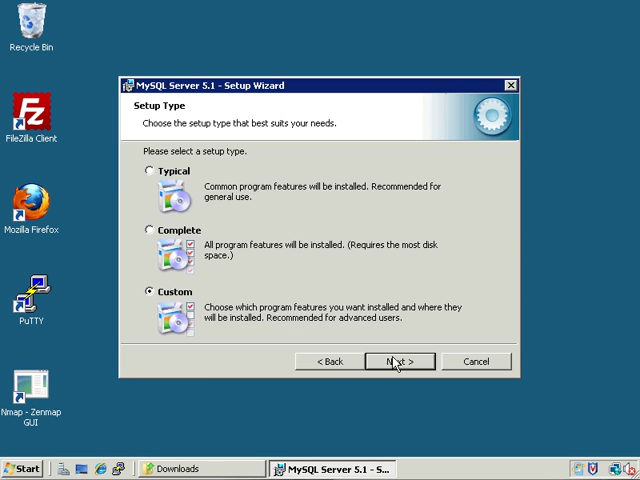 Recycle Bin
FileZilla Client
Mozilla Firefox
PuTTY
Nmap - Zenmap
GUI
MySQL Server 5.1 - Setup Wizard
Setup Type
Choose the setup type that best suits your needs.
Please select a setup type.
Typical
Common program features will be installed. Recommended for
general use.
Complete
All program features will be installed. (Requires the most disk
space.)
Custom
Choose which program features you want installed and where they
will be installed. Recommended for advanced users.
< Back
Next >
Cancel
Start
Downloads
MySQL Server 5.1 - S...